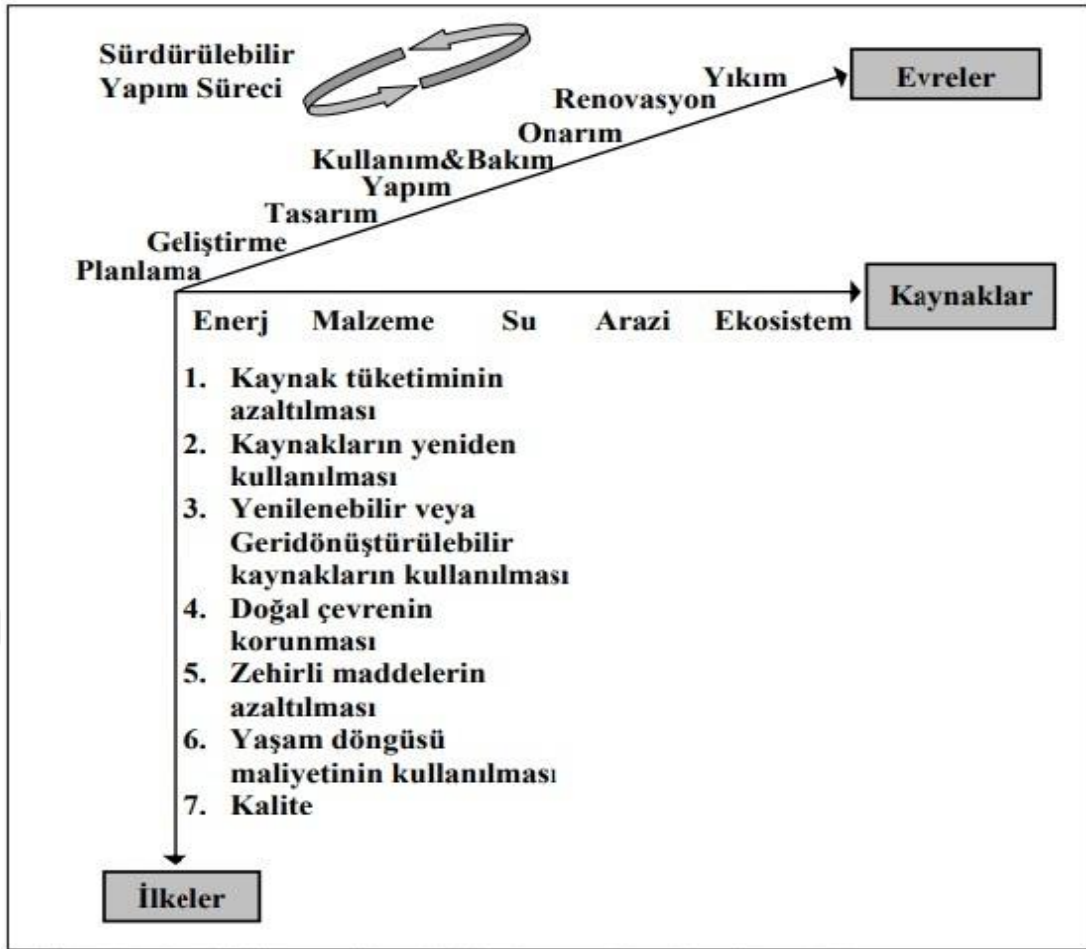 Sürdürülebilir
Yapım Süreci
Yıkım
Evreler
Renovasyon
Onarım
Kullanım&Bakım
Yapım
Tasarım
Geliştirme
Planlama
Kaynaklar
Enerj Malzeme Su Arazi Ekosistem
1. Kaynak tüketiminin
azaltılması
2. Kaynakların yeniden
kullanılması
3. Yenilenebilir veya
Geridönüştürülebilir
kaynakların kullanılması
4. Doğal çevrenin
korunması
5. Zehirli maddelerin
azaltılması
6. Yaşam döngüsü
maliyetinin kullanılması
7. Kalite
İlkeler